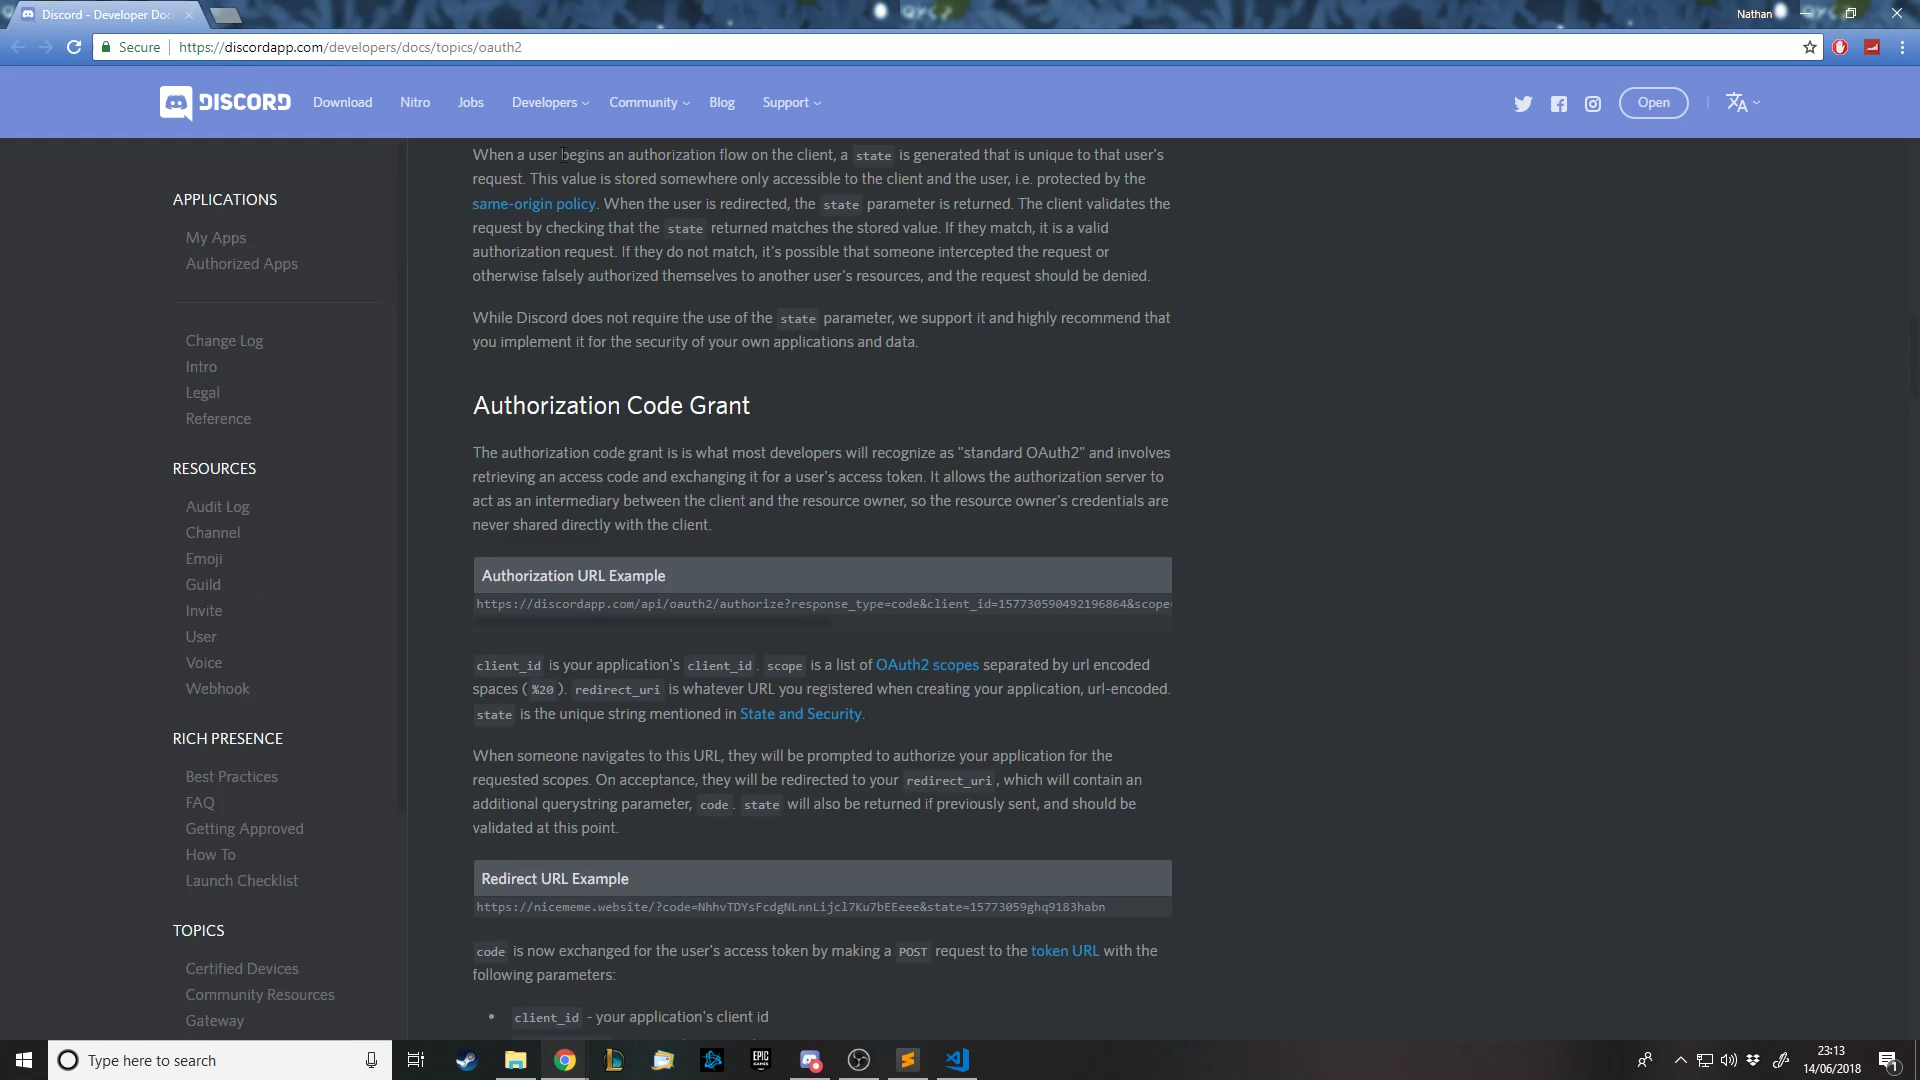 Discord - Developer Doc
Nathan
Secure
https://discordapp.com/developers/docs/topics/oauth2
DISCORD
Download
Nitro
Jobs
Developers
Community
Blog
Support
Open
APPLICATIONS
My Apps
Authorized Apps
Change Log
Intro
Legal
Reference
RESOURCES
Audit Log
Channel
Emoji
Guild
Invite
User
Voice
Webhook
RICH PRESENCE
Best Practices
FAQ
Getting Approved
How To
Launch Checklist
TOPICS
Certified Devices
Community Resources
Gateway
When a user begins an authorization flow on the client, a state is generated that is unique to that user's
request. This value is stored somewhere only accessible to the client and the user, i.e. protected by the
same-origin policy. When the user is redirected, the state parameter is returned. The client validates the
request by checking that the state returned matches the stored value. If they match, it is a valid
authorization request. If they do not match, it's possible that someone intercepted the request or
otherwise falsely authorized themselves to another user's resources, and the request should be denied.
While Discord does not require the use of the state parameter, we support it and highly recommend that
you implement it for the security of your own applications and data.
Authorization Code Grant
The authorization code grant is is what most developers will recognize as "standard OAuth2" and involves
retrieving an access code and exchanging it for a user's access token. It allows the authorization server to
act as an intermediary between the client and the resource owner, so the resource owner's credentials are
never shared directly with the client.
Authorization URL Example
https://discordapp.com/api/oauth2/authorize?response_type=code&client_id=157730590492196864&scope=
client_id is your application's client_id. scope is a list of OAuth2 scopes separated by url encoded
spaces (%20). redirect_uri is whatever URL you registered when creating your application, url-encoded.
state is the unique string mentioned in State and Security.
When someone navigates to this URL, they will be prompted to authorize your application for the
requested scopes. On acceptance, they will be redirected to your redirect_uri, which will contain an
additional querystring parameter, code. state will also be returned if previously sent, and should be
validated at this point.
Redirect URL Example
https://nicememe.website/?code=NhhvTDYsFcdgNLnnLijcl7Ku7bEEeee&state=15773059ghq9183habn
code is now exchanged for the user's access token by making a POST request to the token URL with the
following parameters:
• client_id - your application's client id
Type here to search
EPIC
GAMES
23:13
14/06/2018
1